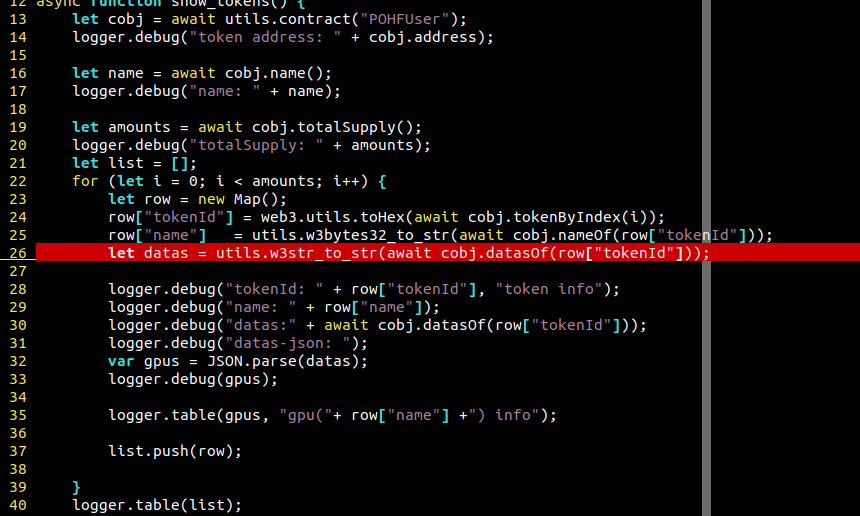 12 async function show_tokens() {
13     let cobj = await utils.contract("POHFUser");
14     logger.debug("token address: " + cobj.address);
15
16     let name = await cobj.name();
17     logger.debug("name: " + name);
18
19     let amounts = await cobj.totalSupply();
20     logger.debug("totalSupply: " + amounts);
21     let list = [];
22     for (let i = 0; i < amounts; i++) {
23         let row = new Map();
24         row["tokenId"] = web3.utils.toHex(await cobj.tokenByIndex(i));
25         row["name"]   = utils.w3bytes32_to_str(await cobj.nameOf(row["tokenId"]));
26         let datas = utils.w3str_to_str(await cobj.datasOf(row["tokenId"]));
27
28         logger.debug("tokenId: " + row["tokenId"], "token info");
29         logger.debug("name: " + row["name"]);
30         logger.debug("datas:" + await cobj.datasOf(row["tokenId"]));
31         logger.debug("datas-json: ");
32         var gpus = JSON.parse(datas);
33         logger.debug(gpus);
34
35         logger.table(gpus, "gpu("+ row["name"] +") info");
36
37         list.push(row);
38
39     }
40     logger.table(list);